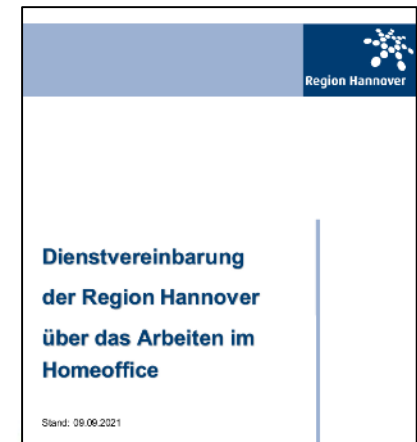 Region Hannover
Dienstvereinbarung
der Region Hannover
über das Arbeiten im
Homeoffice
Stand: 09.09.2021